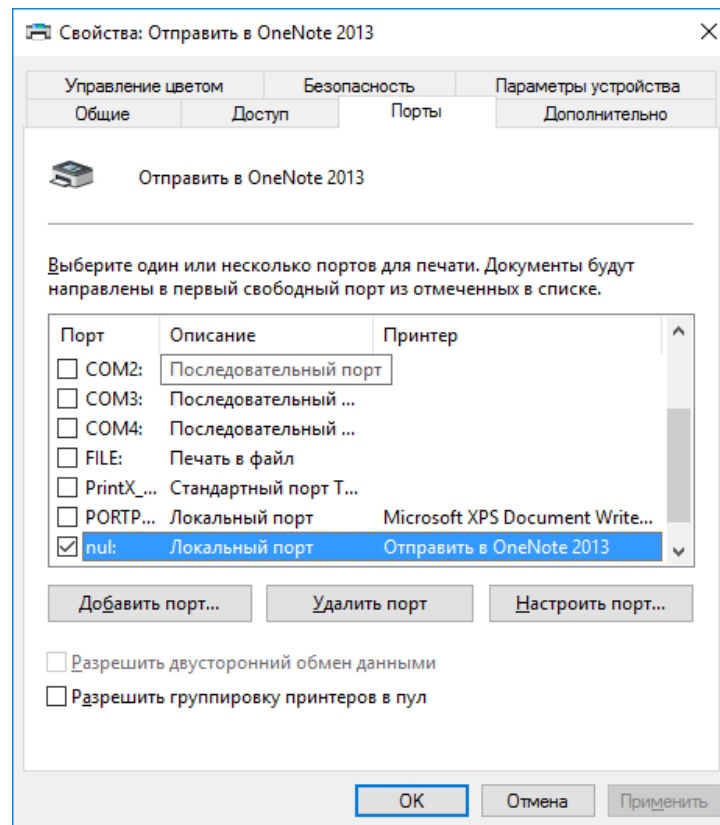 Свойства: Отправить в OneNote 2013
Управление цветом Безопасность Параметры устройства
Общие Доступ Порты Дополнительно
Отправить в OneNote 2013
Выберите один или несколько портов для печати. Документы будут
направлены в первый свободный порт из отмеченных в списке.
Порт Описание Принтер
COM2: Последовательный порт
COM3: Последовательный ...
COM4: Последовательный ...
FILE: Печать в файл
PrintX_... Стандартный порт T...
PORTP... Локальный порт Microsoft XPS Document Write...
nul: Локальный порт Отправить в OneNote 2013
Добавить порт... Удалить порт Настроить порт...
Разрешить двусторонний обмен данными
Разрешить группировку принтеров в пул
OK Отмена Применить